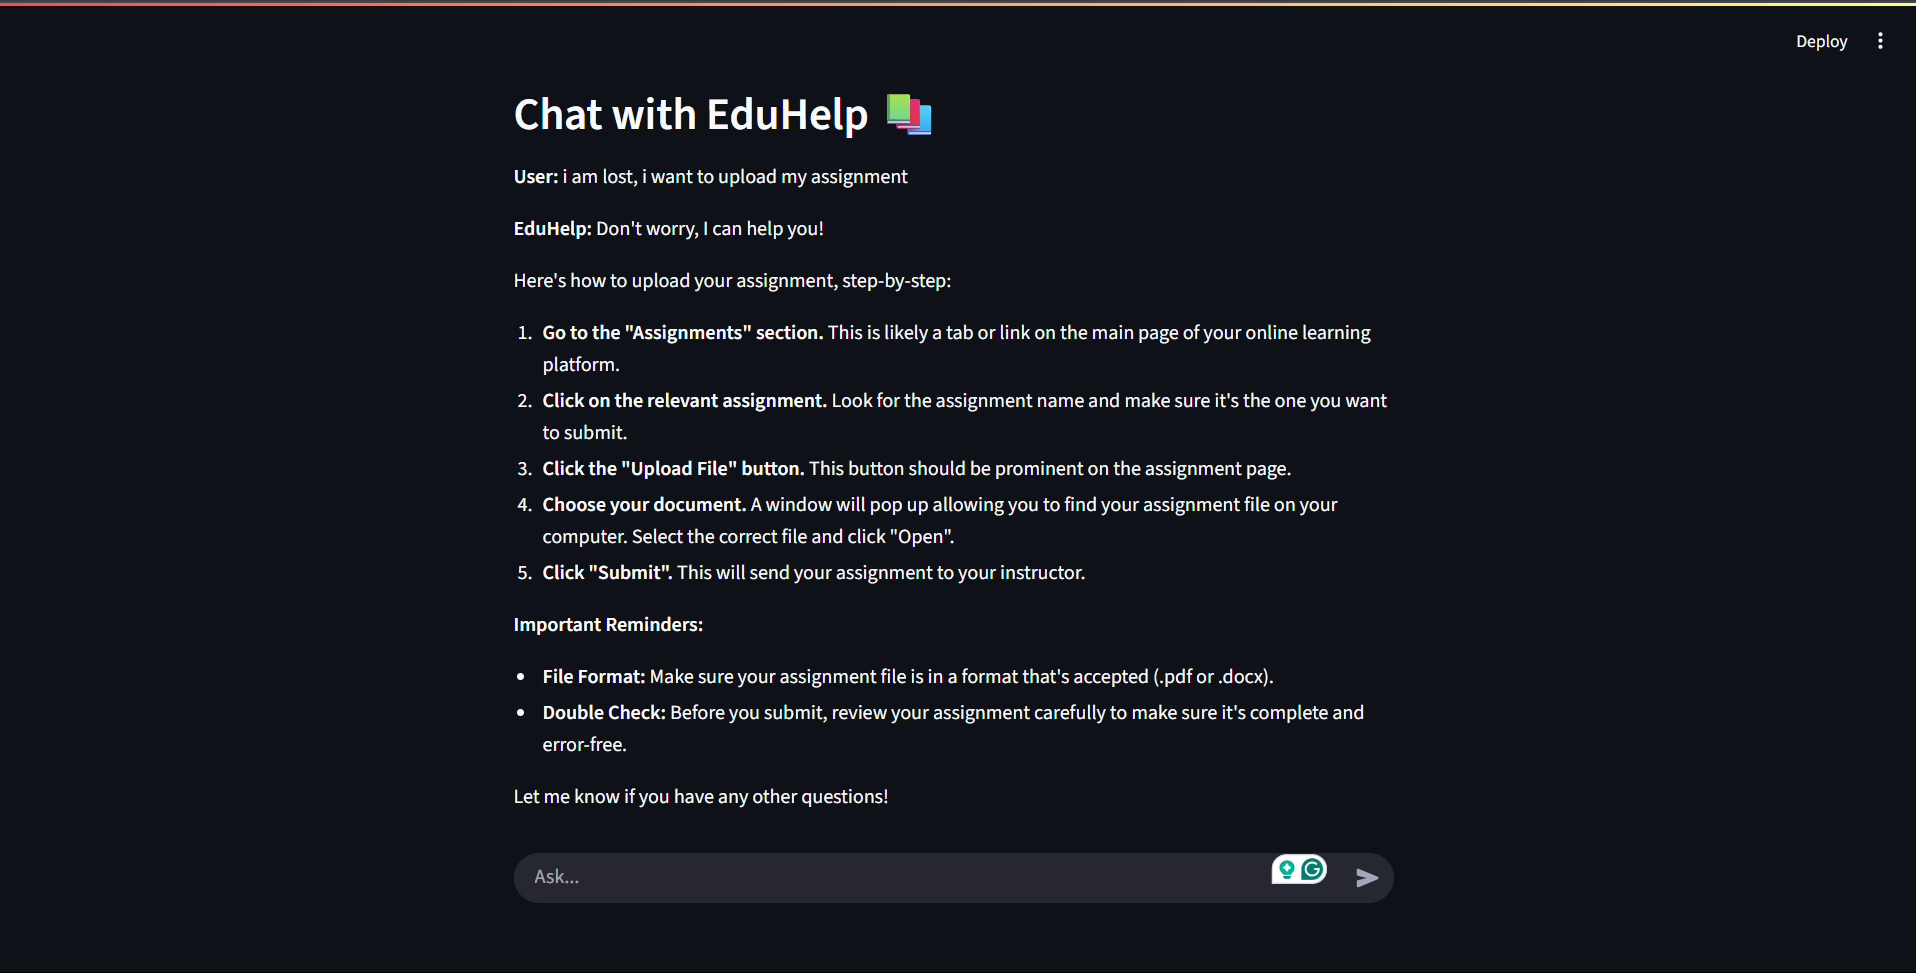 Deploy
Chat with EduHelp
User: i am lost, i want to upload my assignment
EduHelp: Don't worry, I can help you!
Here's how to upload your assignment, step-by-step:
1. Go to the "Assignments" section. This is likely a tab or link on the main page of your online learning
platform.
2. Click on the relevant assignment. Look for the assignment name and make sure it's the one you want
to submit.
3. Click the "Upload File" button. This button should be prominent on the assignment page.
4. Choose your document. A window will pop up allowing you to find your assignment file on your
computer. Select the correct file and click "Open".
5. Click "Submit". This will send your assignment to your instructor.
Important Reminders:
• File Format: Make sure your assignment file is in a format that's accepted (.pdf or .docx).
• Double Check: Before you submit, review your assignment carefully to make sure it's complete and
error-free.
Let me know if you have any other questions!
Ask...